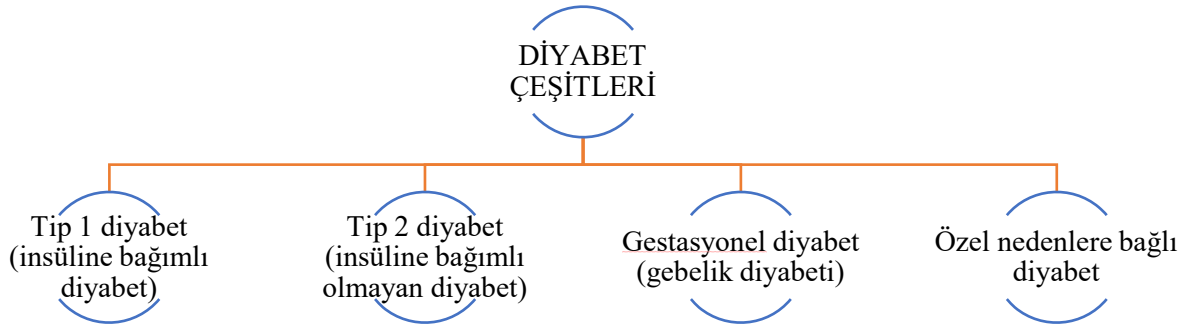 DİYABET
ÇEŞİTLERİ
Tip 1 diyabet
(insüline bağımlı
diyabet)
Tip 2 diyabet
(insüline bağımlı
olmayan diyabet)
Gestasyonel diyabet
(gebelik diyabeti)
Özel nedenlere bağlı
diyabet